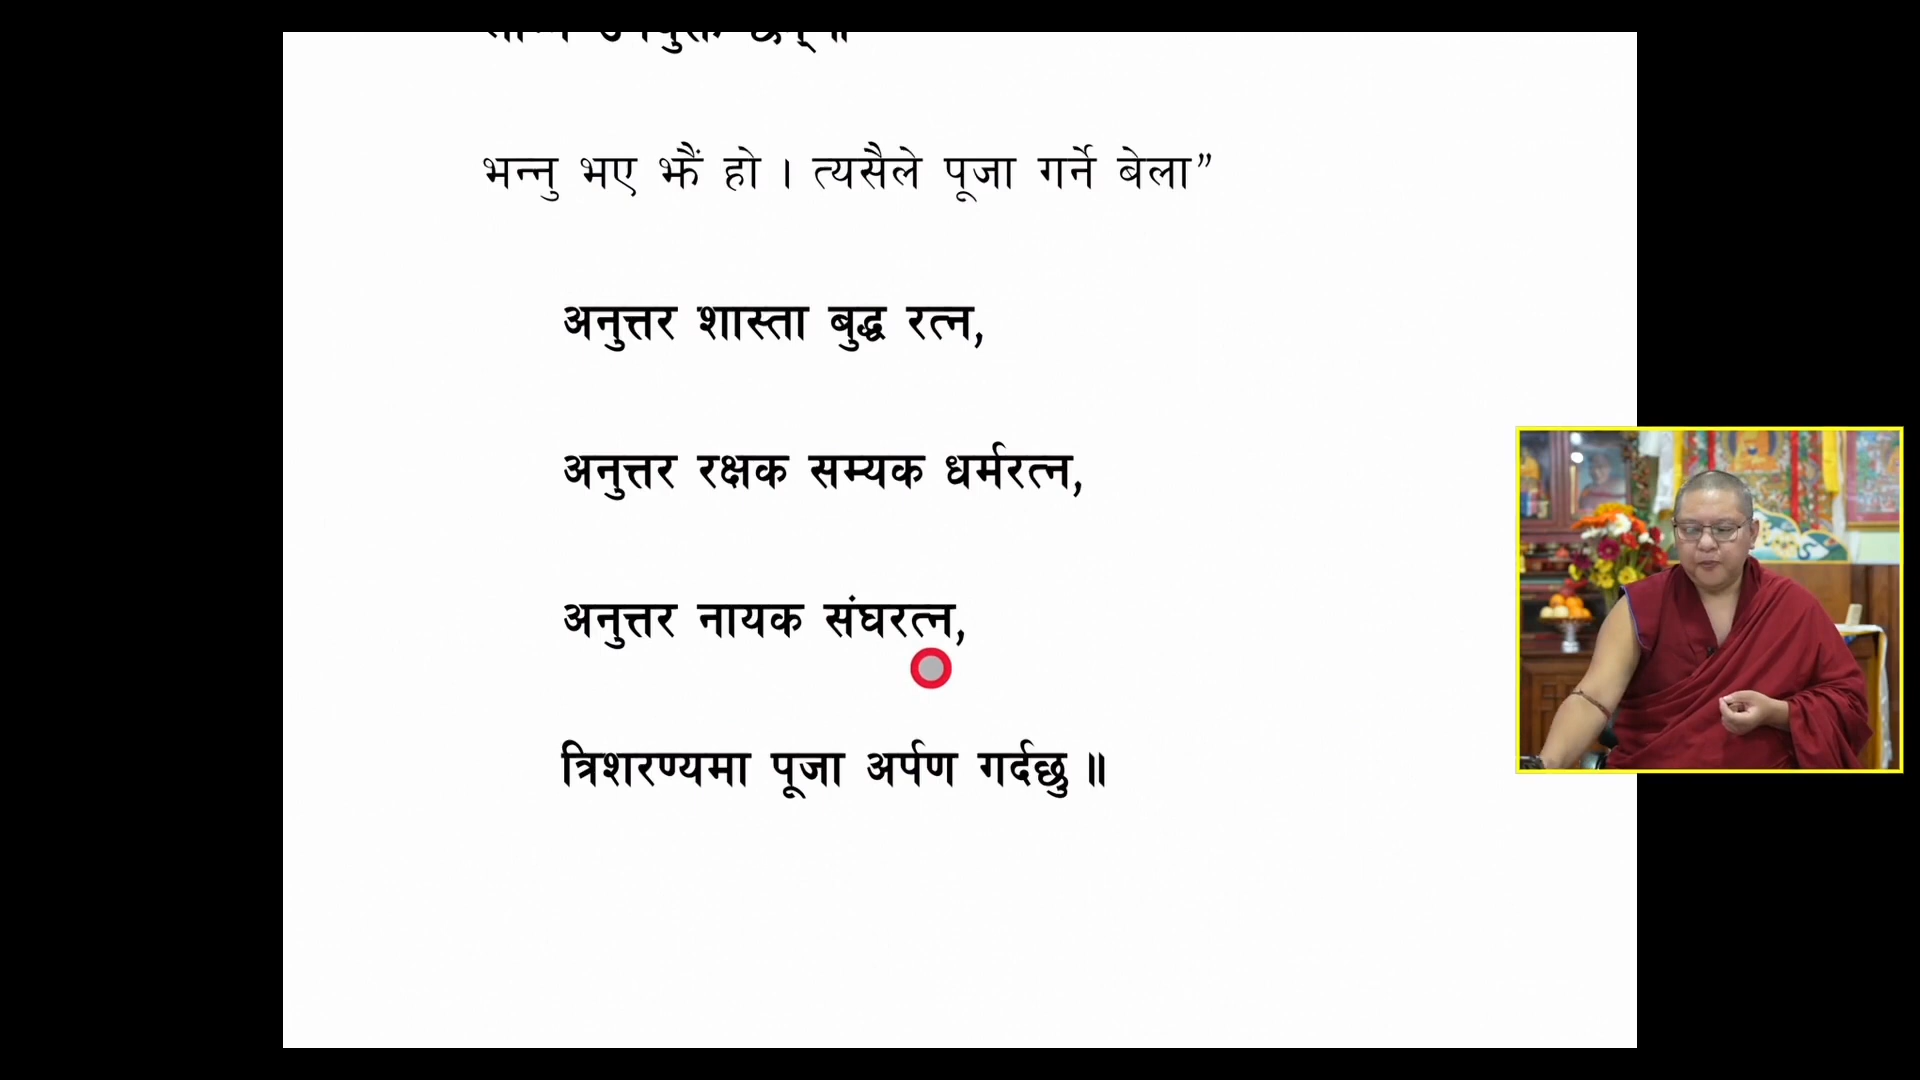 भन्नु भए झैं हो । त्यसैले पूजा गर्ने बेला”
अनुत्तर शास्ता बुद्ध रत्न,
अनुत्तर रक्षक सम्यक धर्मरत्न,
अनुत्तर नायक संघरत्न,
त्रिशरण्यमा पूजा अर्पण गर्दछु ॥